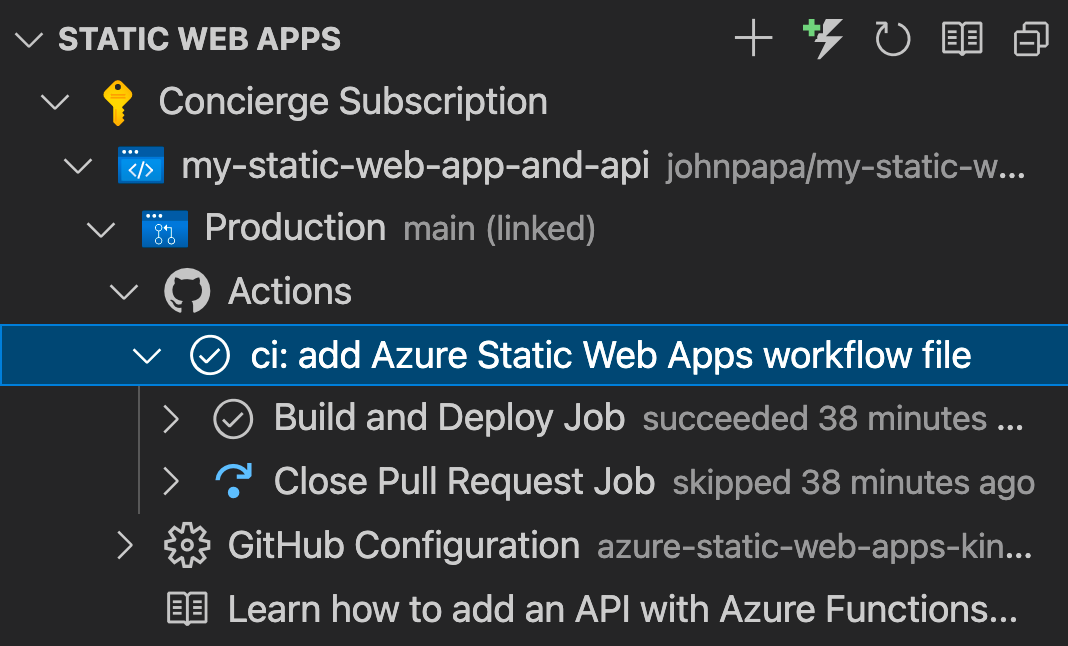 STATIC WEB APPS
Concierge Subscription
my-static-web-app-and-api johnpapa/my-static-w...
Production main (linked)
Actions
ci: add Azure Static Web Apps workflow file
Build and Deploy Job succeeded 38 minutes ...
Close Pull Request Job skipped 38 minutes ago
GitHub Configuration azure-static-web-apps-kin...
Learn how to add an API with Azure Functions...